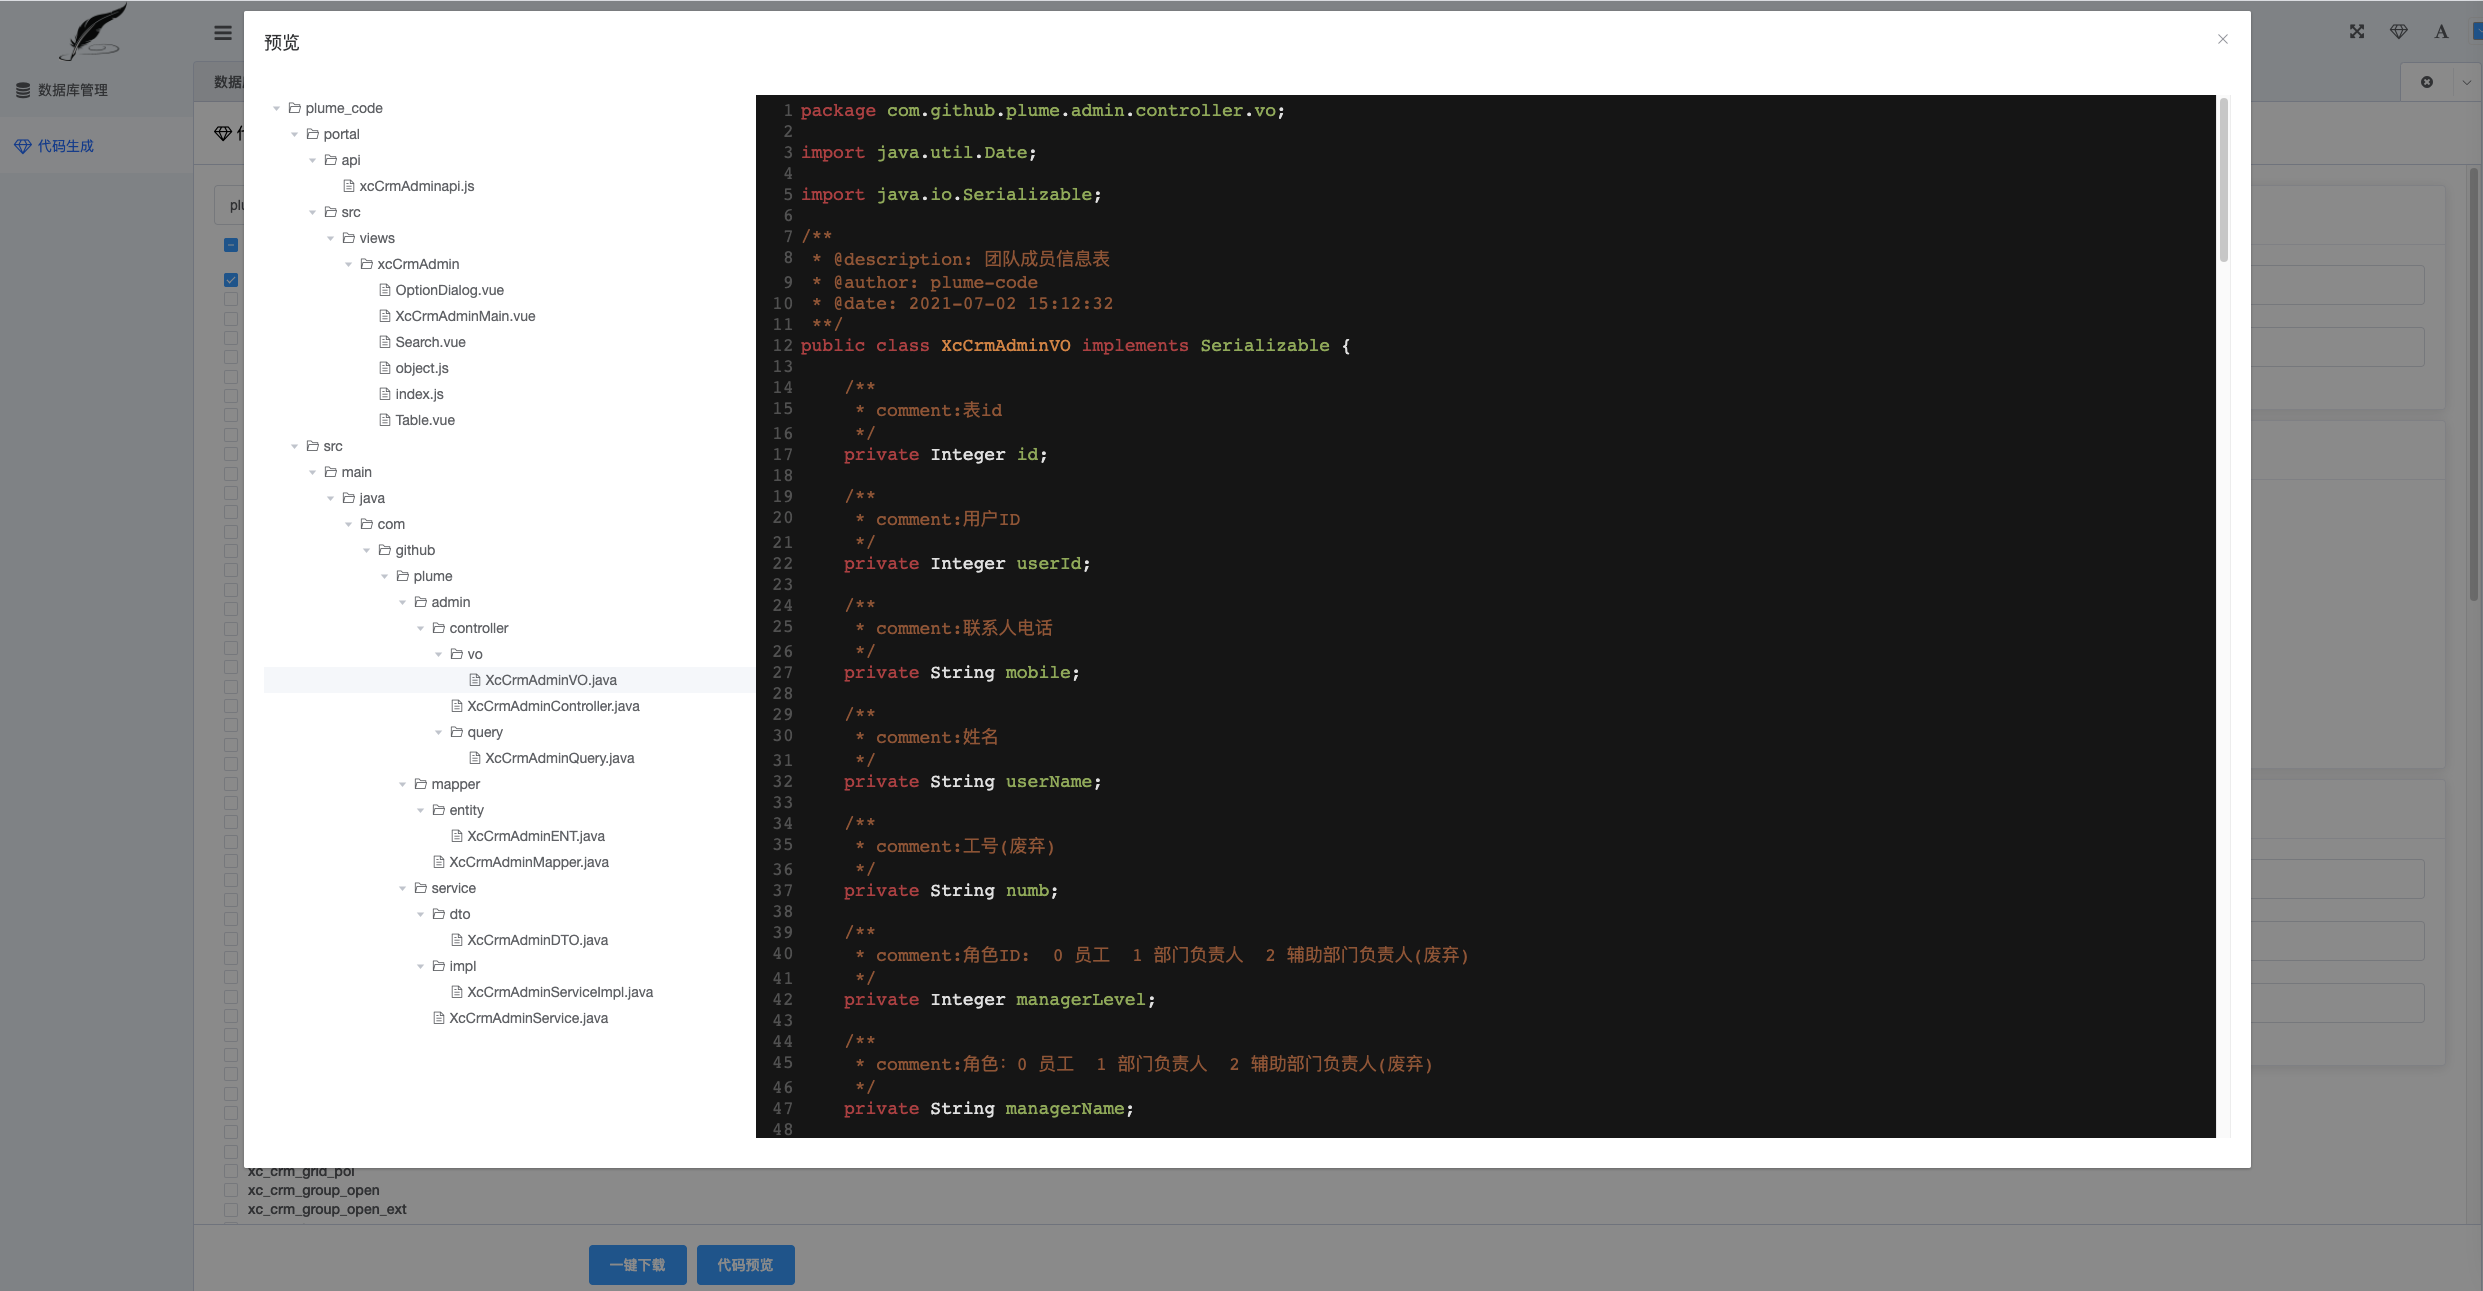 预览
A
数据库管理
代码生成
plume_code
portal
api
xcCrmAdminapi.js
src
views
xcCrmAdmin
OptionDialog.vue
XcCrmAdminMain.vue
Search.vue
object.js
index.js
Table.vue
src
main
java
com
github
plume
admin
controller
vo
XcCrmAdminVO.java
XcCrmAdminController.java
query
XcCrmAdminQuery.java
mapper
entity
XcCrmAdminENT.java
XcCrmAdminMapper.java
service
dto
XcCrmAdminDTO.java
impl
XcCrmAdminServiceImpl.java
XcCrmAdminService.java
1 package com.github.plume.admin.controller.vo;
2
3 import java.util.Date;
4
5 import java.io.Serializable;
6
7 /**
8 * @description: 团队成员信息表
9 * @author: plume-code
10 * @date: 2021-07-02 15:12:32
11 **/
12 public class XcCrmAdminVO implements Serializable {
13
14 /**
15 * comment:表id
16 */
17 private Integer id;
18
19 /**
20 * comment:用户ID
21 */
22 private Integer userId;
23
24 /**
25 * comment:联系人电话
26 */
27 private String mobile;
28
29 /**
30 * comment:姓名
31 */
32 private String userName;
33
34 /**
35 * comment:工号(废弃)
36 */
37 private String numb;
38
39 /**
40 * comment:角色ID: 0 员工 1 部门负责人 2 辅助部门负责人(废弃)
41 */
42 private Integer managerLevel;
43
44 /**
45 * comment:角色：0 员工 1 部门负责人 2 辅助部门负责人(废弃)
46 */
47 private String managerName;
48
xc_crm_grid_poi
xc_crm_group_open
xc_crm_group_open_ext
一键下载 代码预览